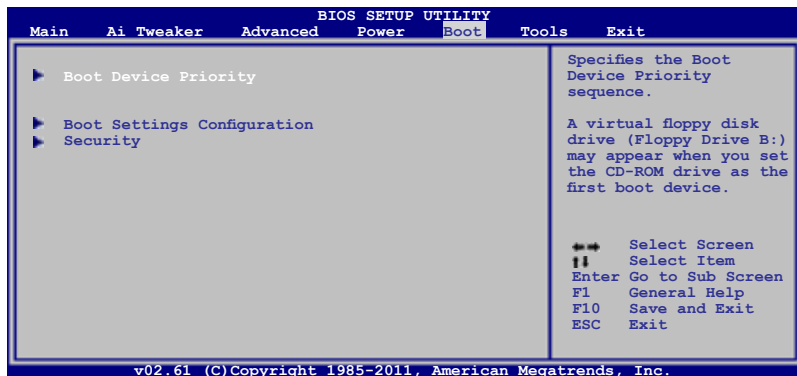 BIOS SETUP UTILITY
Main Ai Tweaker Advanced Power Boot Tools Exit
Boot Device Priority
Boot Settings Configuration
Security
Specifies the Boot
Device Priority
sequence.
A virtual floppy disk
drive (Floppy Drive B:)
may appear when you set
the CD-ROM drive as the
first boot device.
Select Screen
Select Item
Enter Go to Sub Screen
F1 General Help
F10 Save and Exit
ESC Exit
v02.61 (C)Copyright 1985-2011, American Megatrends, Inc.